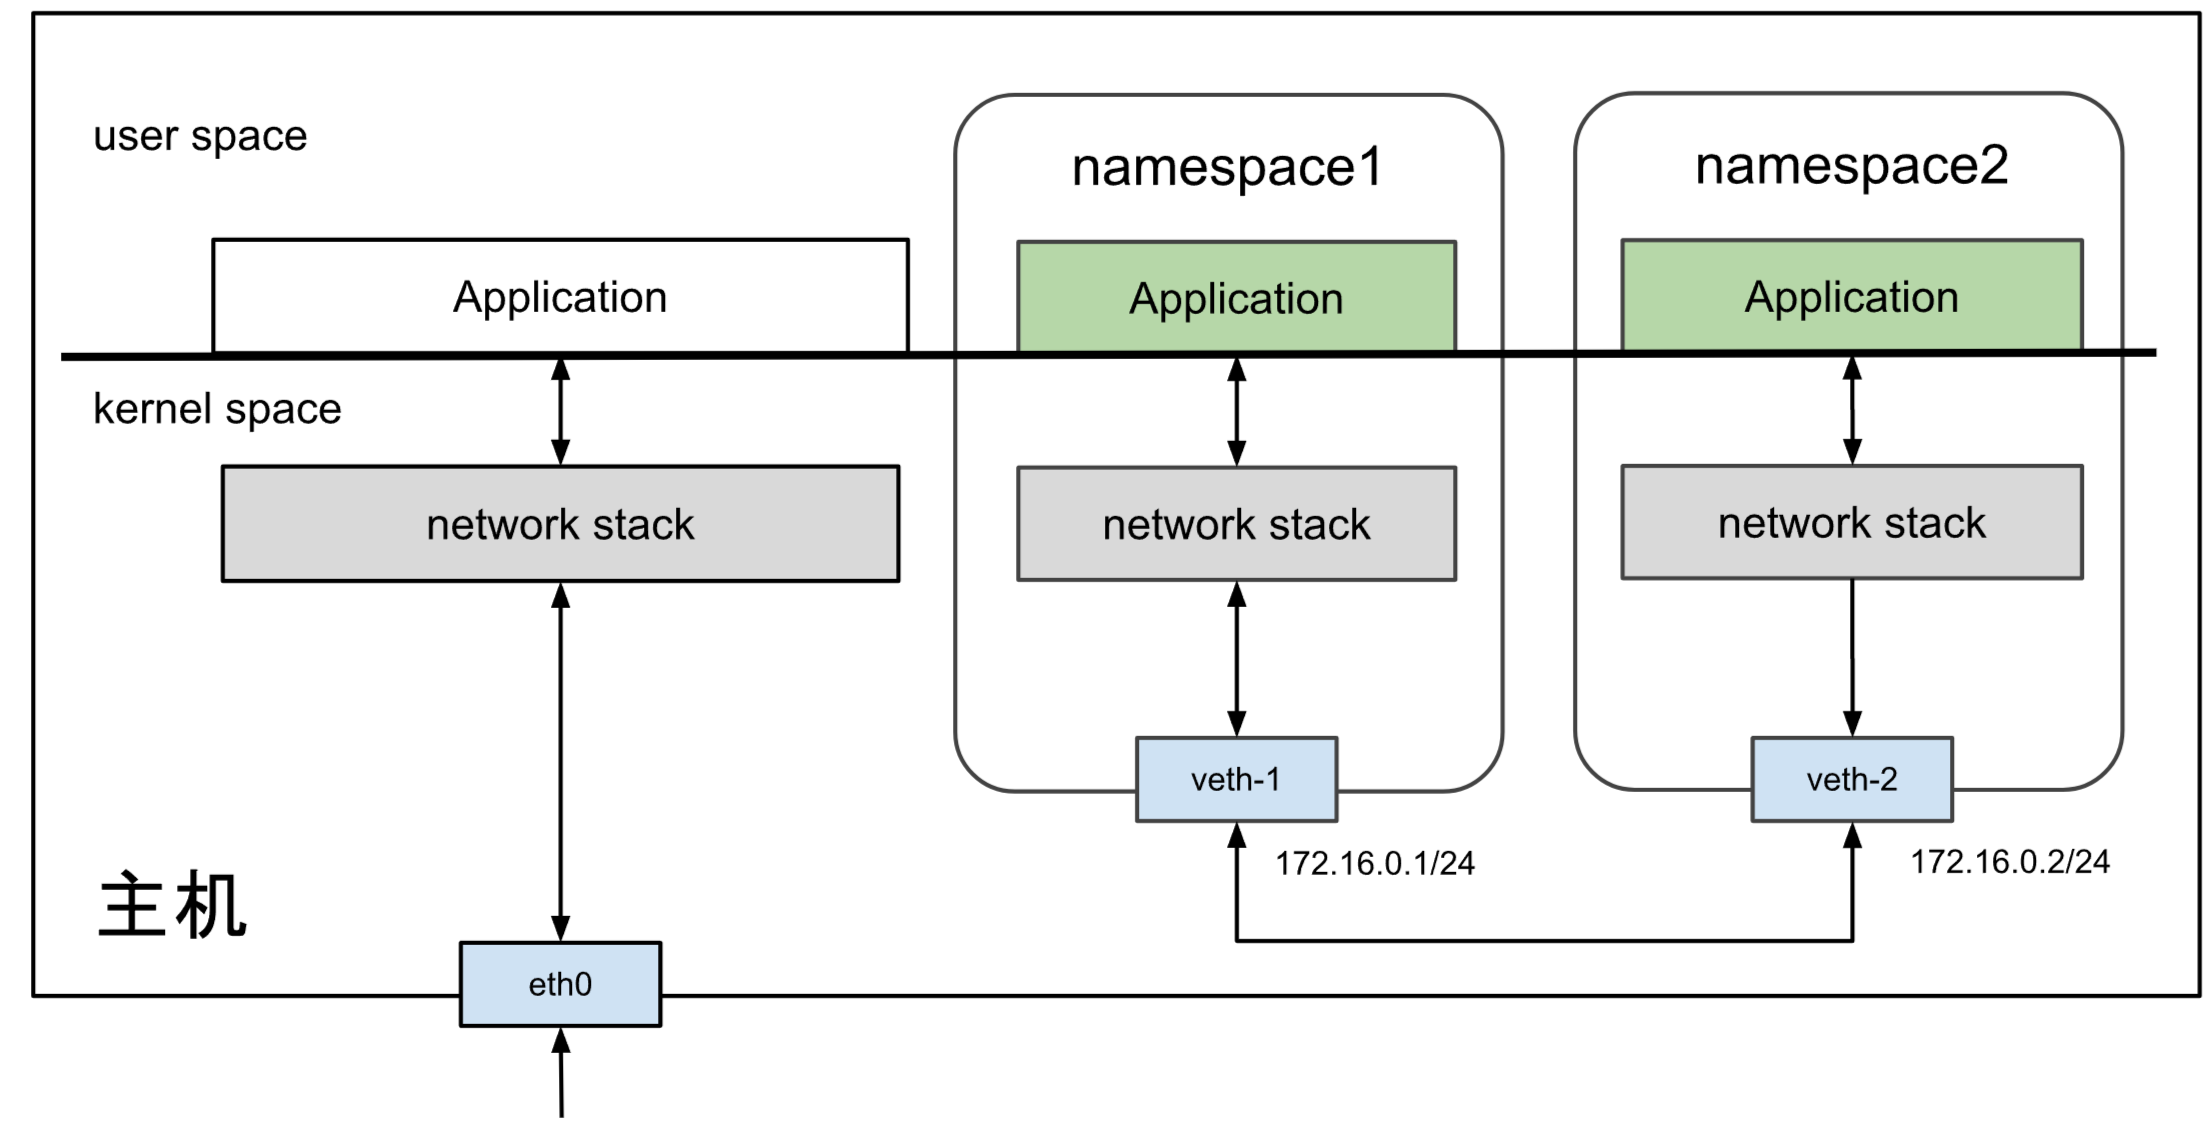 user space
namespace1
namespace2
Application
Application
Application
kernel space
network stack
network stack
network stack
veth-1
veth-2
172.16.0.1/24
172.16.0.2/24
主机
eth0